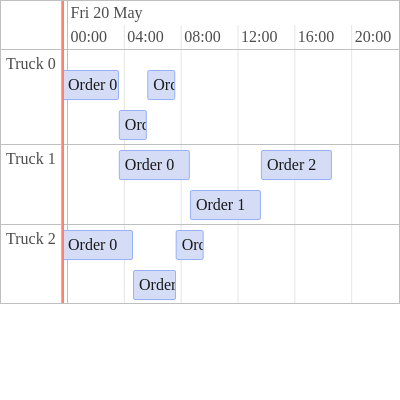 Fri 20 May
00:00 04:00 08:00 12:00 16:00 20:00
Truck 0
Order 0
Truck 1
Order 0 Order 2
Order 1
Truck 2
Order 0
Order